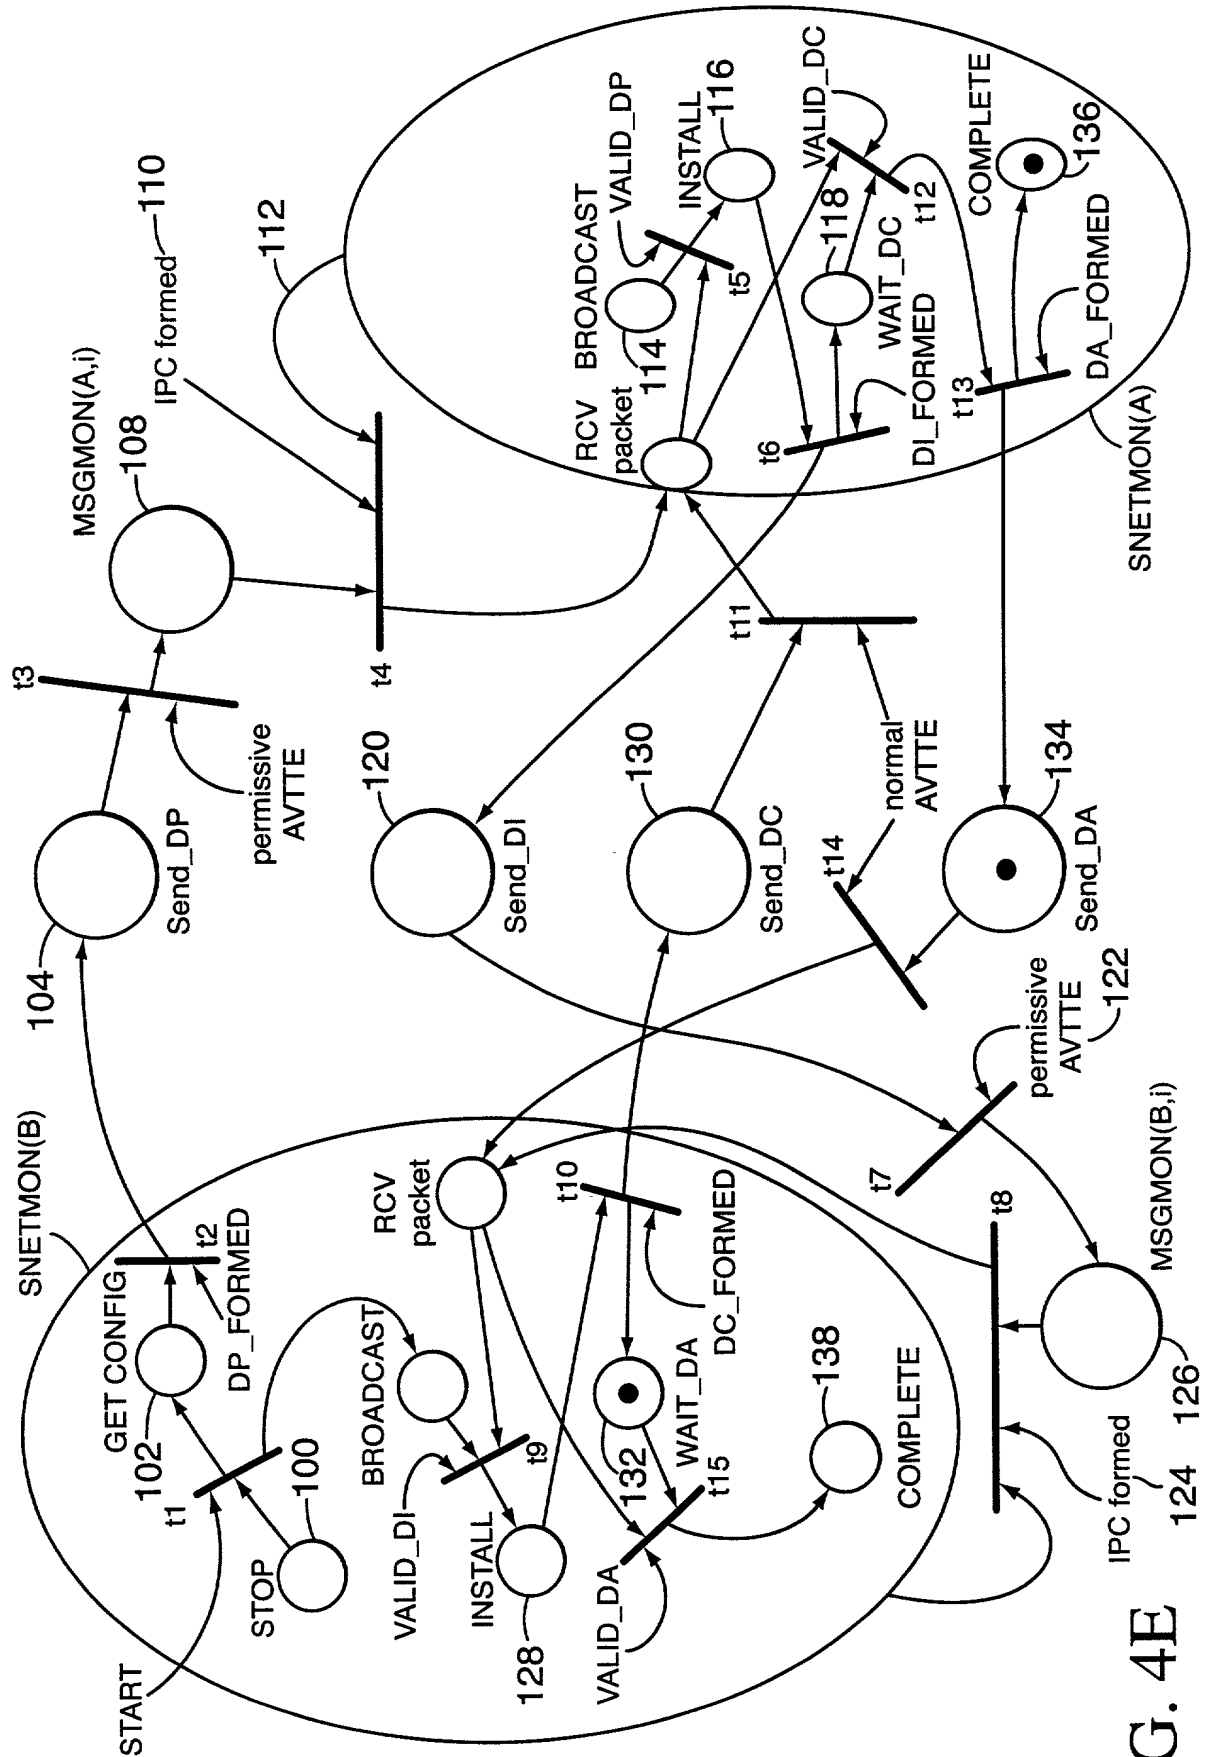 START
SNETMON(B)
t1
STOP
100
GET CONFIG
102
t2
DP_FORMED
104
Send_DP
t3
permissive
AVTTE
MSGMON(A,i)
108
IPC formed
110
112
t4
BROADCAST
VALID_DI
t9
INSTALL
128
RCV
packet
t10
DC_FORMED
WAIT_DA
132
VALID_DA
t15
138
COMPLETE
120
Send_DI
130
Send_DC
normal
AVTTE
t14
134
Send_DA
t11
RCV
packet
BROADCAST
114
VALID_DP
t5
INSTALL
116
t6
DI_FORMED
WAIT_DC
118
VALID_DC
t12
COMPLETE
136
t13
DA_FORMED
SNETMON(A)
permissive
AVTTE
122
t7
t8
MSGMON(B,i)
126
IPC formed
124
G. 4E